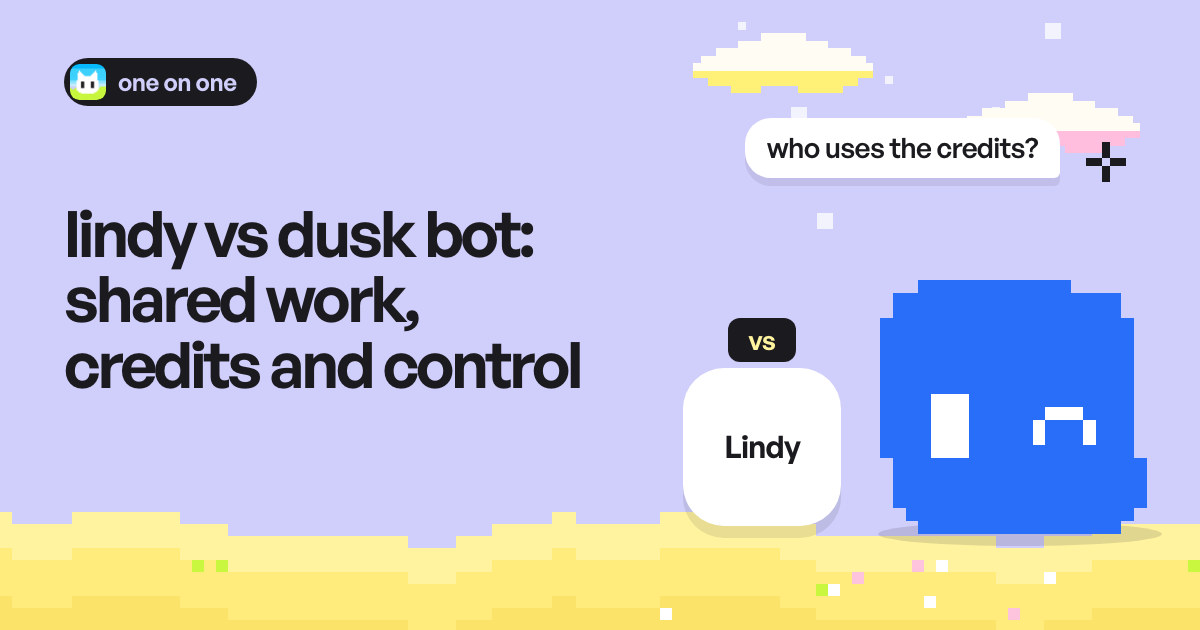 one on one
who uses the credits?
lindy vs dusk bot:
shared work,
credits and control
vs
Lindy